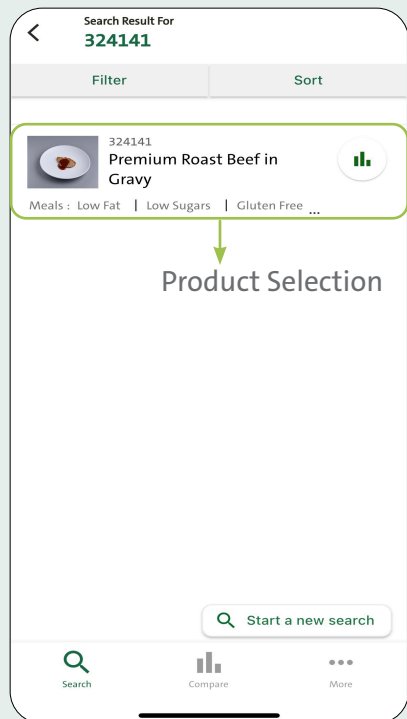 Search Result For
324141
Filter Sort
324141
Premium Roast Beef in
Gravy
Meals : Low Fat | Low Sugars | Gluten Free ...
Product Selection
Start a new search
Search Compare More